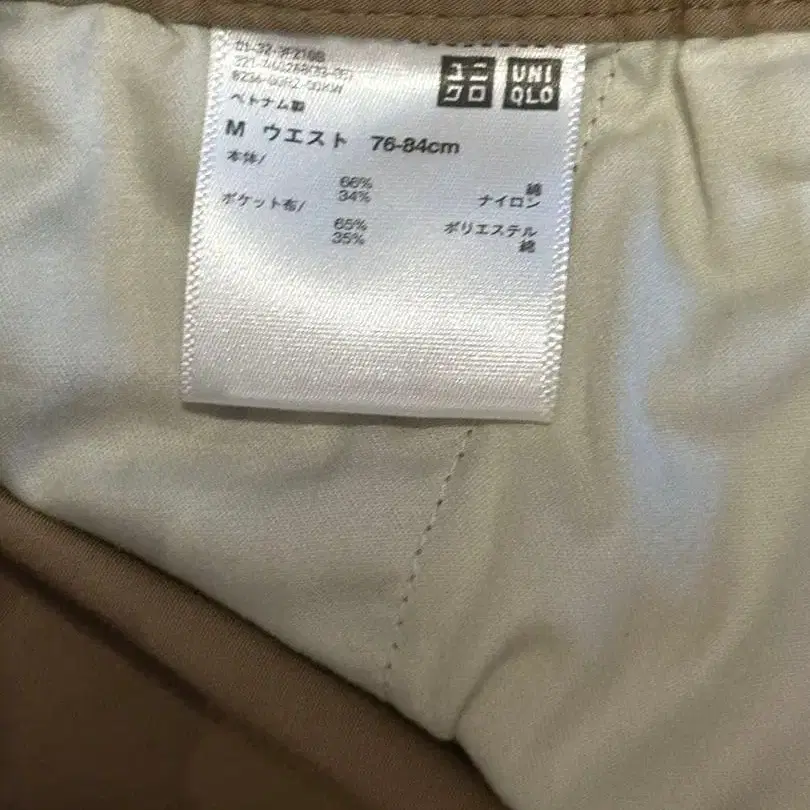 ユニ
クロ
UNI
QLO
ベトナム製
M ウエスト 76-84cm
本体/
66% 綿
34% ナイロン
ポケット布/
65% ポリエステル
35% 綿